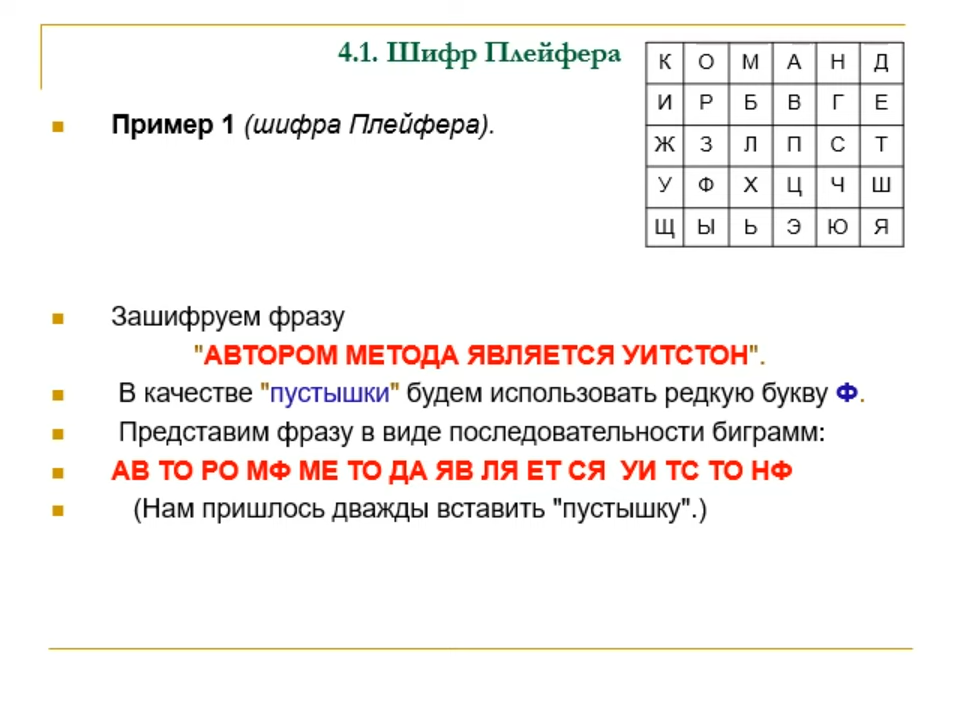 4.1. Шифр Плейфера
К О М А Н Д
И Р Б В Г Е
Ж З Л П С Т
У Ф Х Ц Ч Ш
Щ Ы Ь Э Ю Я
Пример 1 (шифра Плейфера).
Зашифруем фразу
"АВТОРОМ МЕТОДА ЯВЛЯЕТСЯ УИТСТОН".
В качестве "пустышки" будем использовать редкую букву Ф.
Представим фразу в виде последовательности биграмм:
АВ ТО РО МФ МЕ ТО ДА ЯВ ЛЯ ЕТ СЯ УИ ТС ТО НФ
(Нам пришлось дважды вставить "пустышку".)